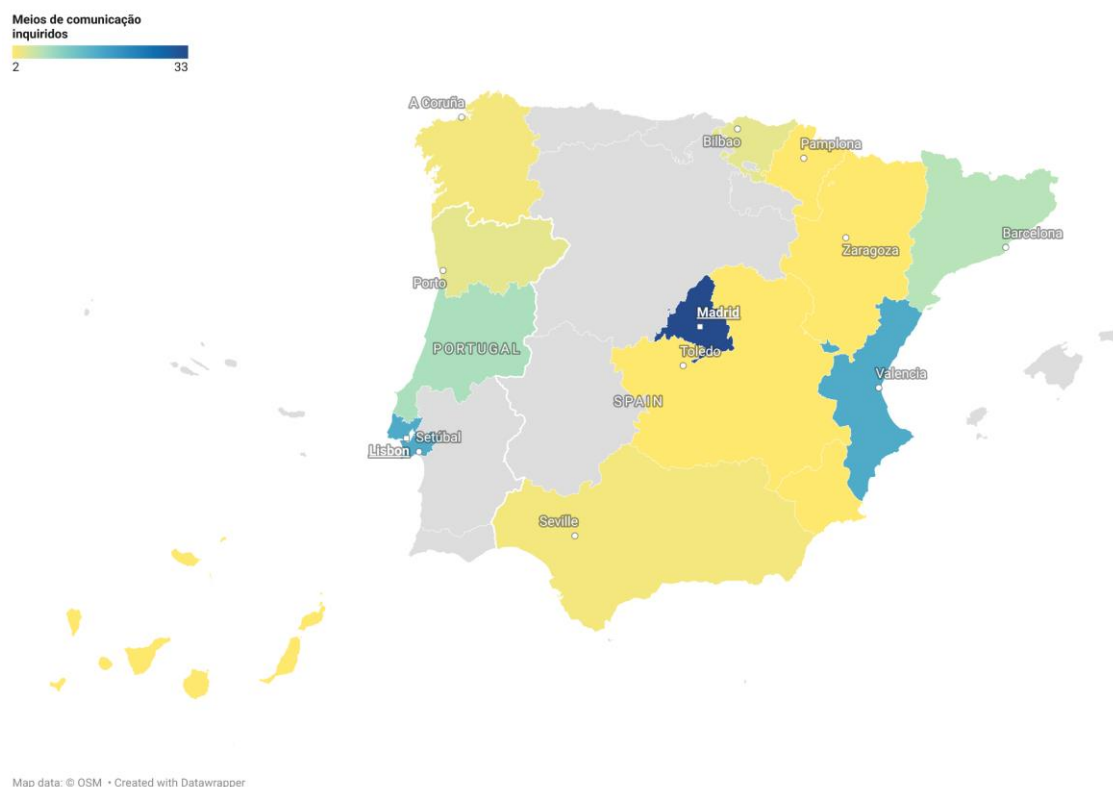 Meios de comunicação
inquiridos
2 33
A Coruña
Bilbao
Pamplona
Barcelona
Zaragoza
Porto
Madrid
PORTUGAL
Toledo
Valencia
SPAIN
Setúbal
Lisbon
Seville
Map data: © OSM • Created with Datawrapper